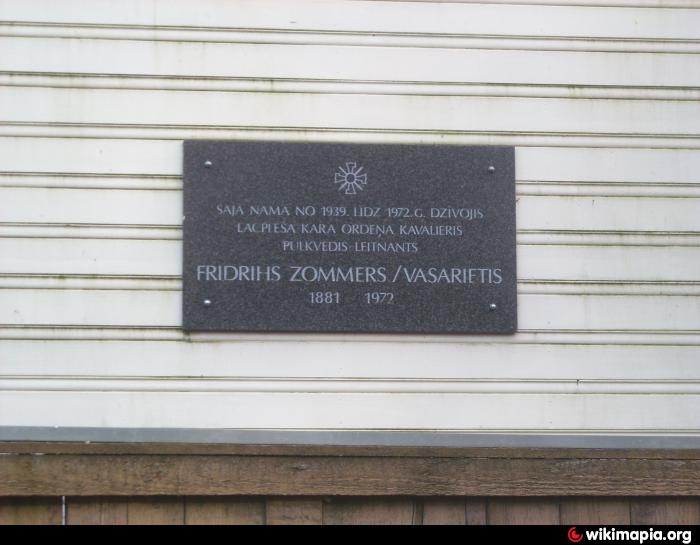 ŠAJĀ NAMĀ NO 1939. LĪDZ 1972.G. DZĪVOJIS
LĀČPLĒŠA KARA ORDEŅA KAVALIERIS
PULKVEDIS-LEITNANTS
FRIDRIHS ZOMMERS/VASARIETIS
1881 1972
wikimapia.org